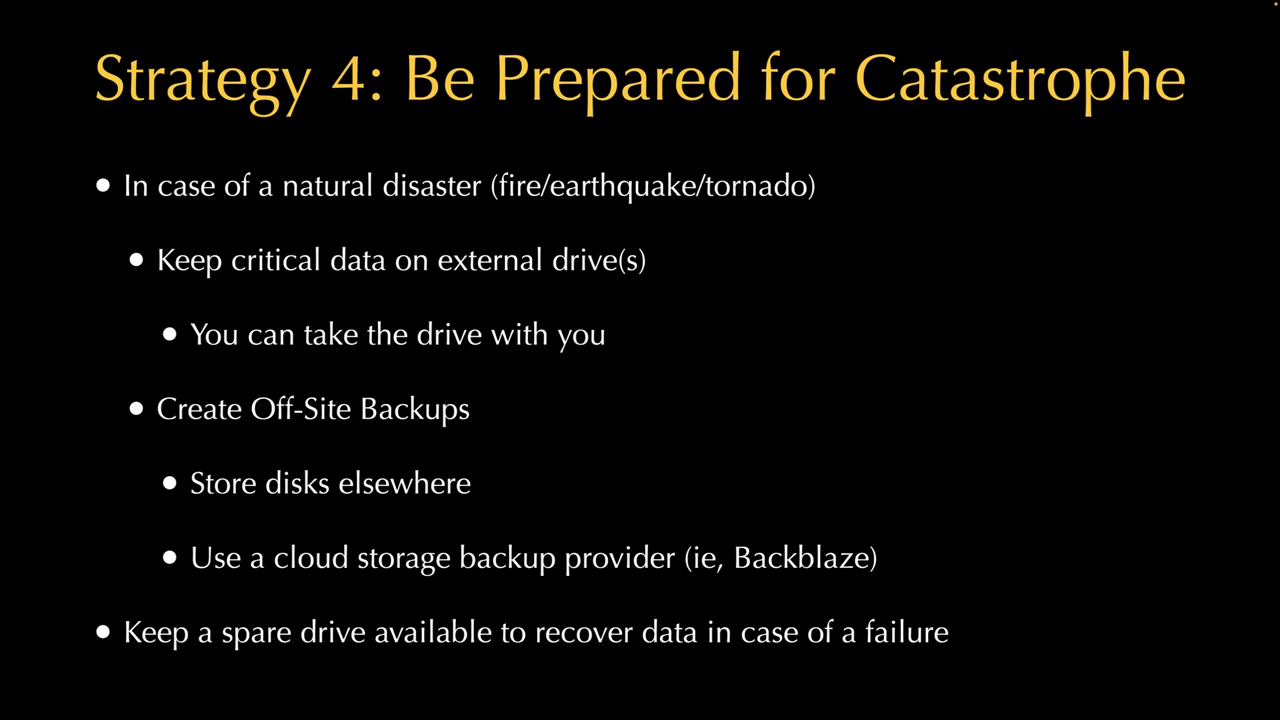 Strategy 4: Be Prepared for Catastrophe
• In case of a natural disaster (fire/earthquake/tornado)
• Keep critical data on external drive(s)
• You can take the drive with you
• Create Off-Site Backups
• Store disks elsewhere
• Use a cloud storage backup provider (ie, Backblaze)
• Keep a spare drive available to recover data in case of a failure